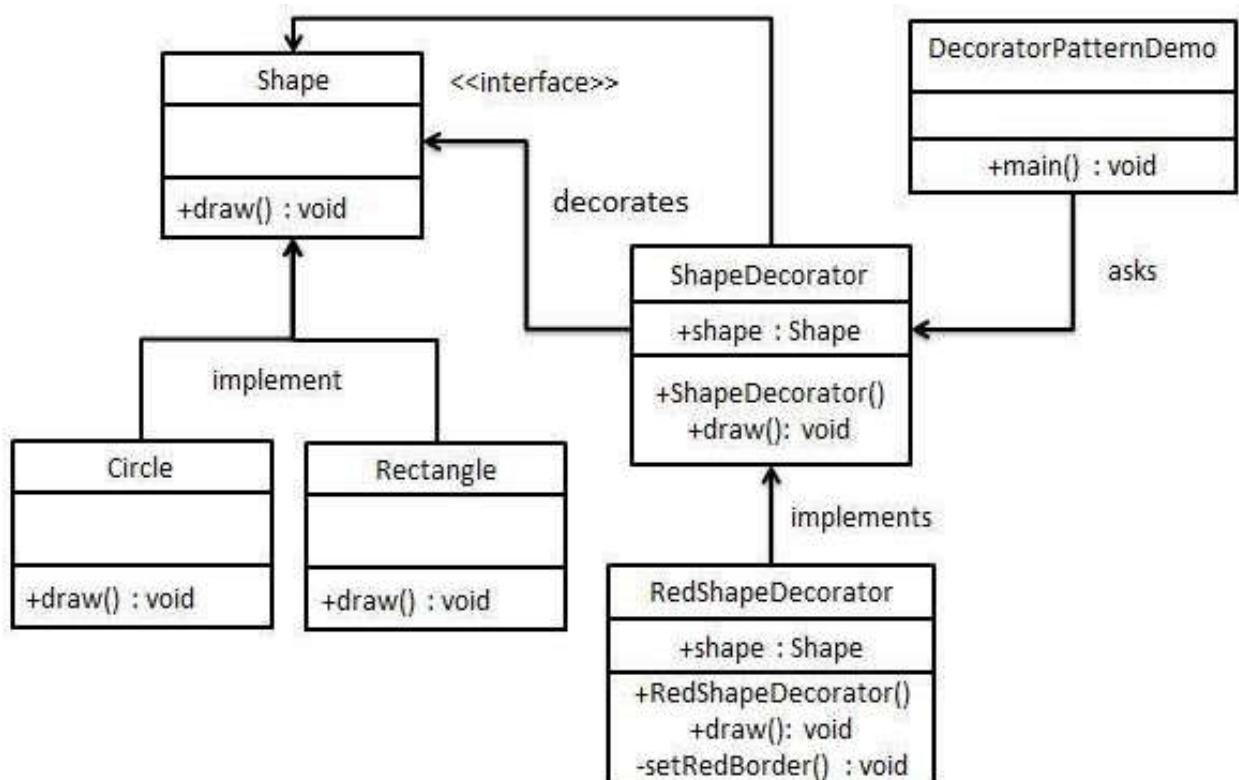 Shape
<<interface>>
+draw() : void
DecoratorPatternDemo
+main() : void
decorates
asks
ShapeDecorator
+shape : Shape
+ShapeDecorator()
+draw(): void
implement
Circle
+draw() : void
Rectangle
+draw() : void
implements
RedShapeDecorator
+shape : Shape
+RedShapeDecorator()
+draw(): void
-setRedBorder() : void